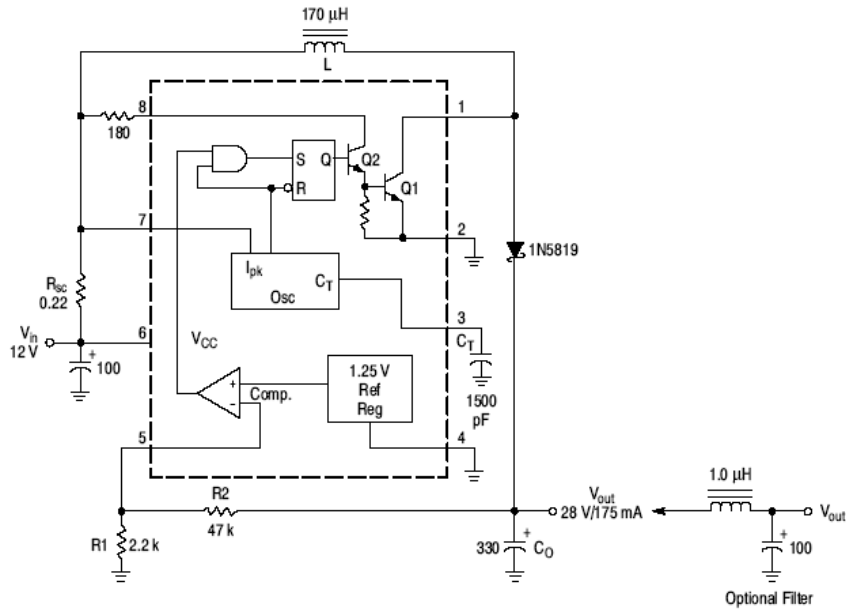 170 µH
L
8
1
180
S
Q
Q2
R
Q1
7
2
1N5819
Ipk
CT
Osc
Rsc
0.22
3
Vin
12 V
6
VCC
CT
100
1.25 V
Ref
Reg
+
Comp.
-
1500
pF
5
4
1.0 µH
R2
Vout
28 V/175 mA
Vout
47 k
R1
2.2 k
330
+
CO
+
100
Optional Filter